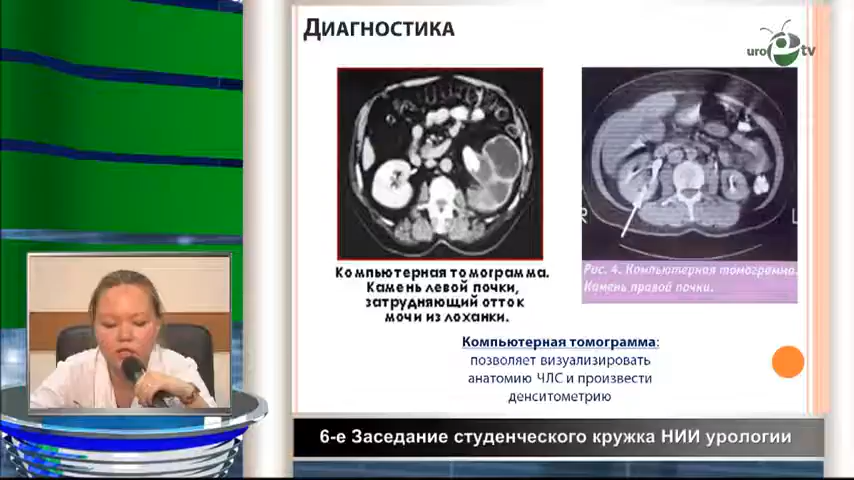 Диагностика
uro tv
R
L
Компьютерная томограмма.
Камень левой почки,
затрудняющий отток
мочи из лоханки.
Рис. 4. Компьютерная томограмма.
Камень правой почки.
Компьютерная томограмма:
позволяет визуализировать
анатомию ЧЛС и произвести
денситометрию
6-е Заседание студенческого кружка НИИ урологии